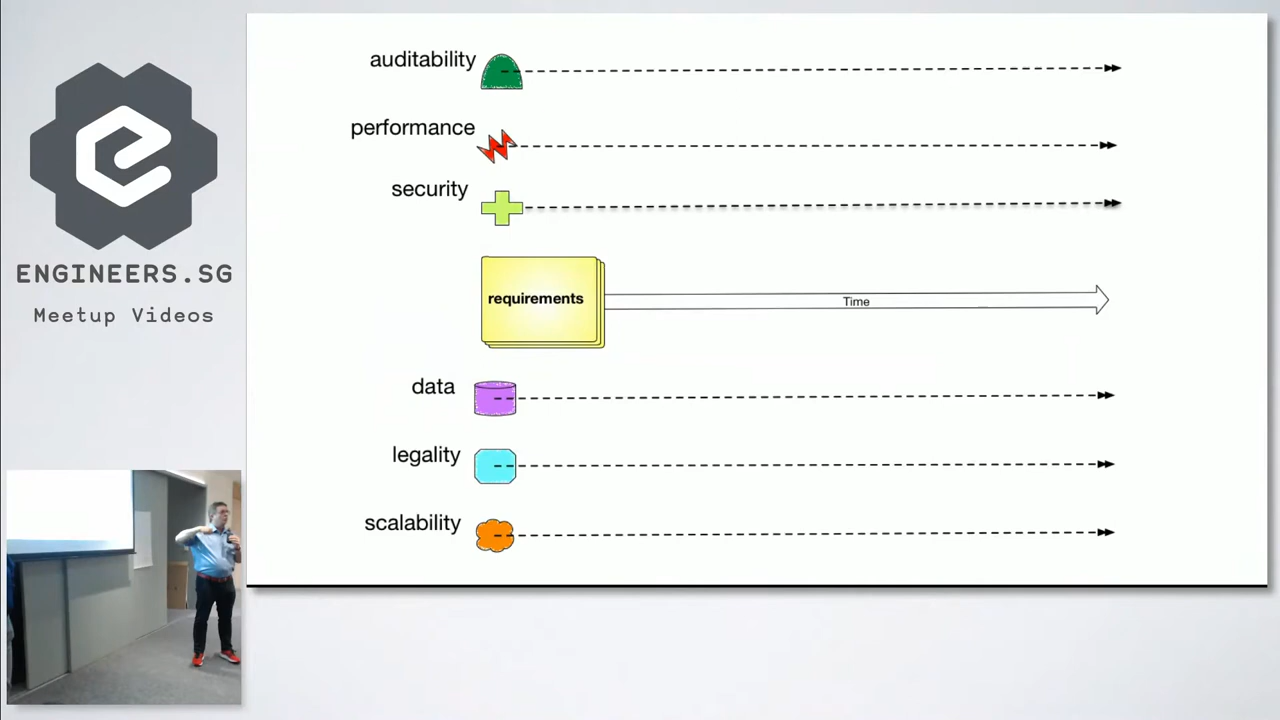 ENGINEERS.SG
Meetup Videos
auditability
performance
security
requirements
Time
data
legality
scalability